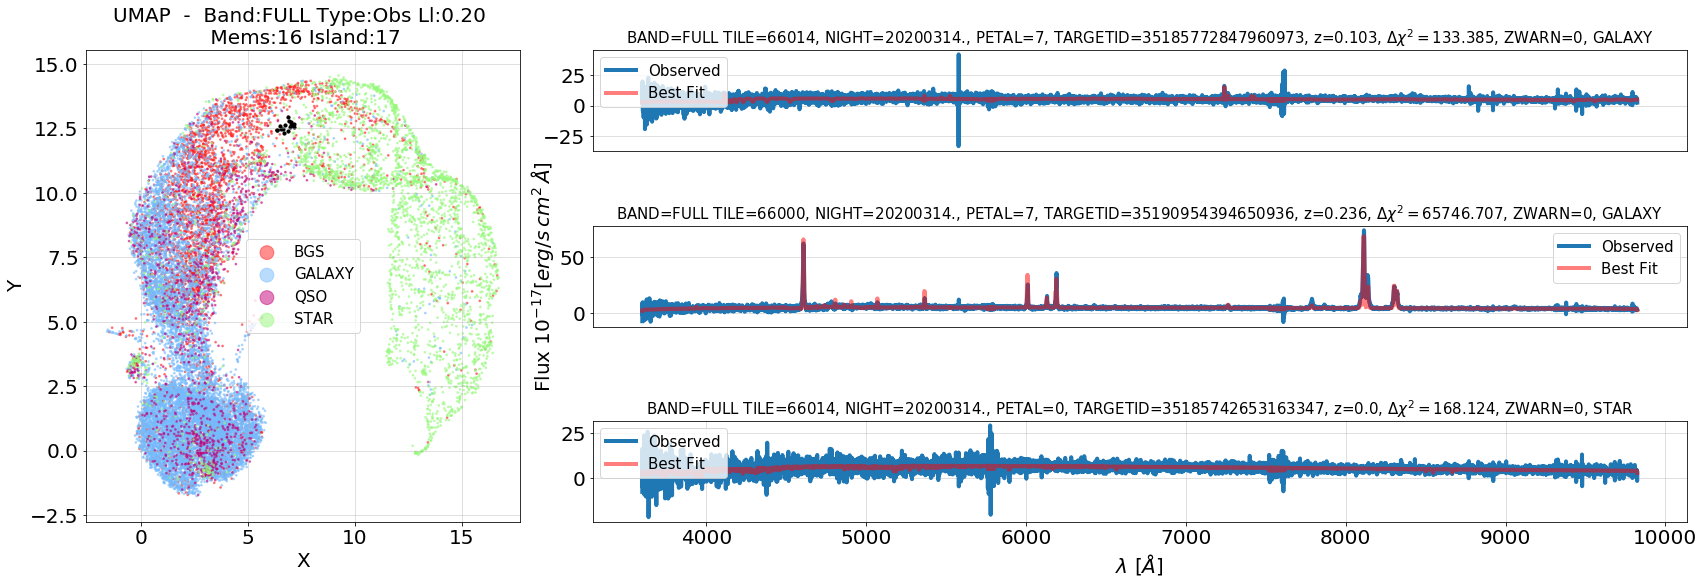 UMAP  -  Band:FULL Type:Obs Ll:0.20
Mems:16 Island:17
15.0
12.5
10.0
7.5
5.0
2.5
0.0
−2.5
Y
BGS
GALAXY
QSO
STAR
0
5
10
15
X
Flux 10⁻¹⁷[erg/s cm² Å]
BAND=FULL TILE=66014, NIGHT=20200314., PETAL=7, TARGETID=35185772847960973, z=0.103, Δχ² = 133.385, ZWARN=0, GALAXY
25
0
−25
Observed
Best Fit
BAND=FULL TILE=66000, NIGHT=20200314., PETAL=7, TARGETID=35190954394650936, z=0.236, Δχ² = 65746.707, ZWARN=0, GALAXY
50
0
Observed
Best Fit
BAND=FULL TILE=66014, NIGHT=20200314., PETAL=0, TARGETID=35185742653163347, z=0.0, Δχ² = 168.124, ZWARN=0, STAR
25
0
Observed
Best Fit
4000
5000
6000
7000
8000
9000
10000
λ [Å]